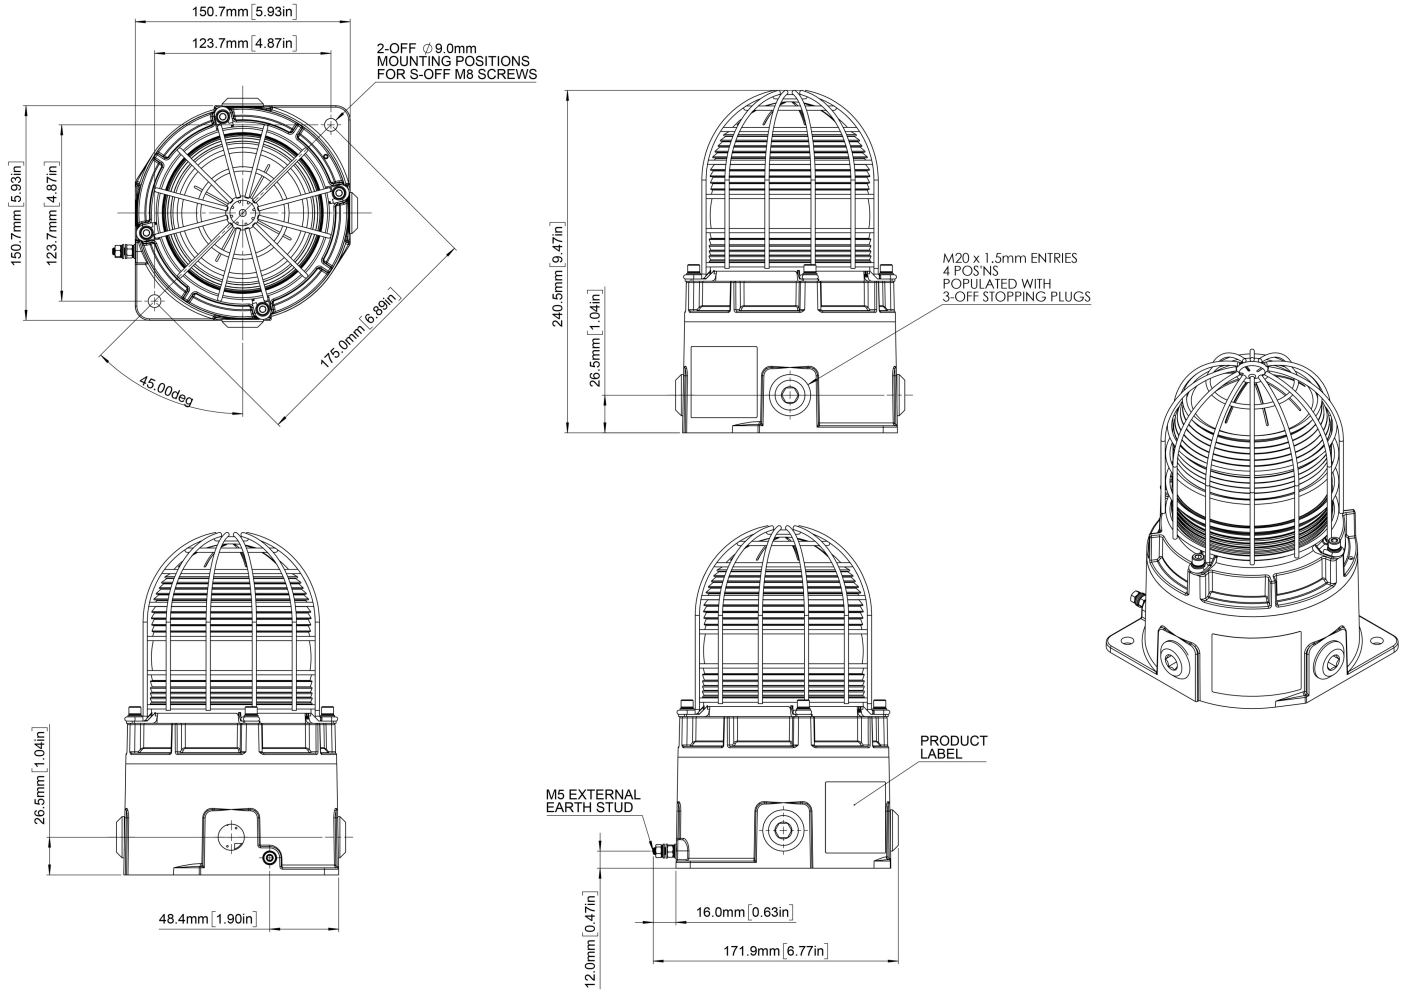 150.7mm [5.93in]
123.7mm [4.87in]
2-OFF ∅9.0mm
MOUNTING POSITIONS
FOR S-OFF M8 SCREWS
150.7mm [5.93in]
123.7mm [4.87in]
175.0mm [6.89in]
45.00deg
240.5mm [9.47in]
26.5mm [1.04in]
M20 x 1.5mm ENTRIES
4 POS'NS
POPULATED WITH
3-OFF STOPPING PLUGS
26.5mm [1.04in]
48.4mm [1.90in]
M5 EXTERNAL
EARTH STUD
PRODUCT
LABEL
12.0mm [0.47in]
16.0mm [0.63in]
171.9mm [6.77in]